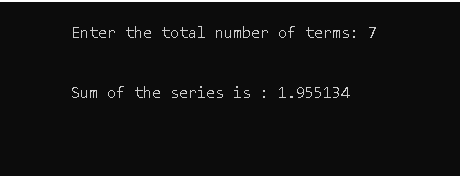 Enter the total number of terms: 7
Sum of the series is : 1.955134